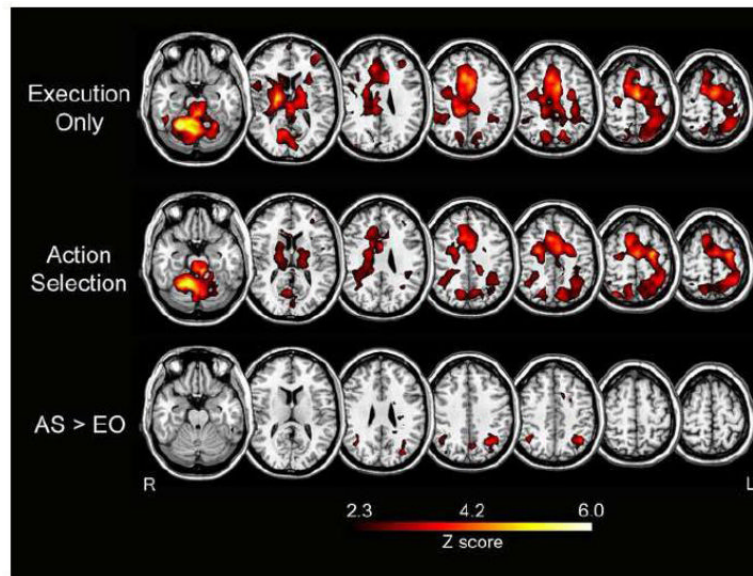 Execution
Only
Action
Selection
AS > EO
R
L
2.3
4.2
6.0
Z score